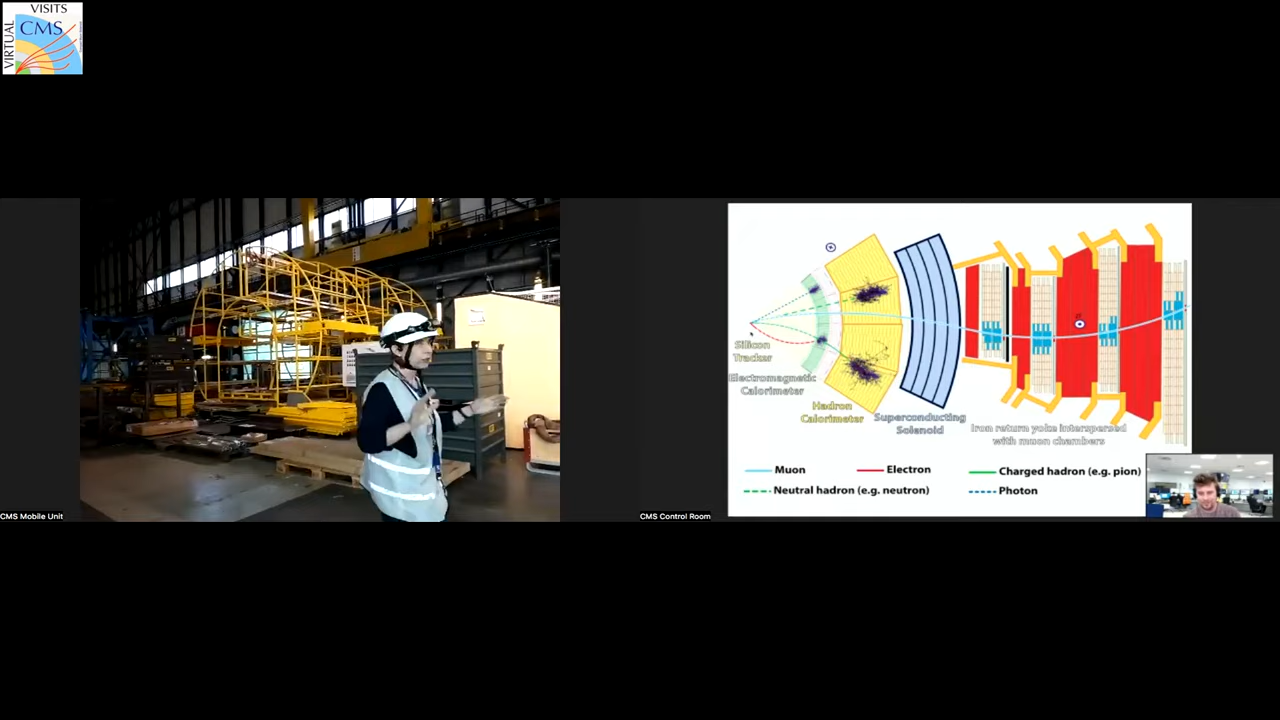 VISITS
CMS
VIRTUAL
Silicon
Tracker
Electromagnetic
Calorimeter
Hadron
Calorimeter
Superconducting
Solenoid
Iron return yoke interspersed
with muon chambers
Muon
Electron
Charged hadron (e.g. pion)
Neutral hadron (e.g. neutron)
Photon
CMS Mobile Unit
CMS Control Room